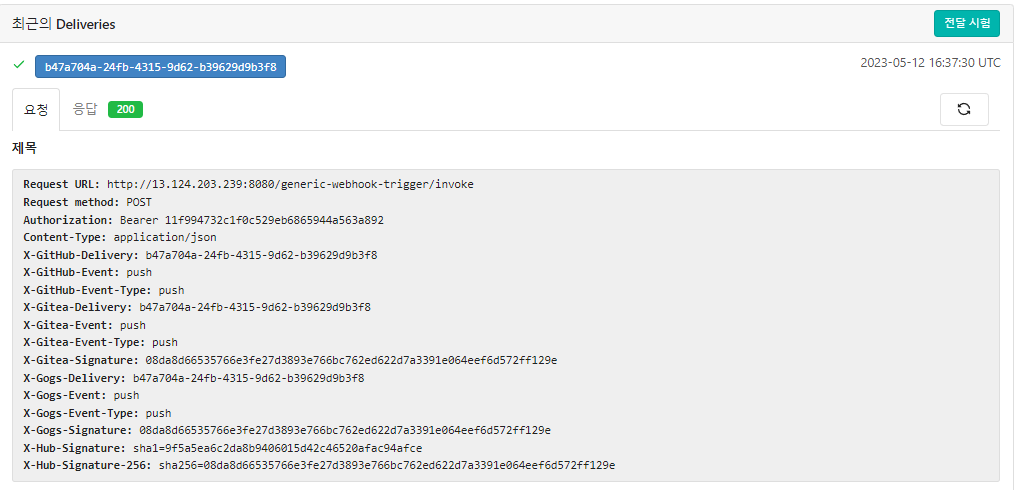 최근의 Deliveries
전달 시험
b47a704a-24fb-4315-9d62-b39629d9b3f8
2023-05-12 16:37:30 UTC
요청
응답 200
제목
Request URL: http://13.124.203.239:8080/generic-webhook-trigger/invoke
Request method: POST
Authorization: Bearer 11f994732c1f0c529eb6865944a563a892
Content-Type: application/json
X-GitHub-Delivery: b47a704a-24fb-4315-9d62-b39629d9b3f8
X-GitHub-Event: push
X-GitHub-Event-Type: push
X-Gitea-Delivery: b47a704a-24fb-4315-9d62-b39629d9b3f8
X-Gitea-Event: push
X-Gitea-Event-Type: push
X-Gitea-Signature: 08da8d66535766e3fe27d3893e766bc762ed622d7a3391e064eef6d572ff129e
X-Gogs-Delivery: b47a704a-24fb-4315-9d62-b39629d9b3f8
X-Gogs-Event: push
X-Gogs-Event-Type: push
X-Gogs-Signature: 08da8d66535766e3fe27d3893e766bc762ed622d7a3391e064eef6d572ff129e
X-Hub-Signature: sha1=9f5a5ea6c2da8b9406015d42c46520afac94afce
X-Hub-Signature-256: sha256=08da8d66535766e3fe27d3893e766bc762ed622d7a3391e064eef6d572ff129e